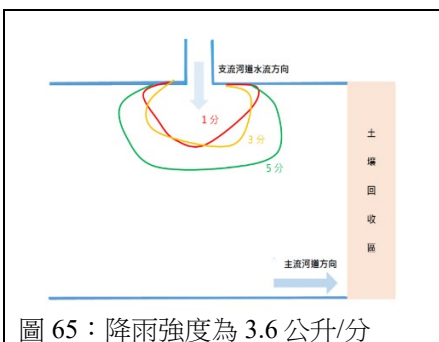 支流河道水流方向
1分
3分
5分
土壤回收區
主流河道方向
圖 65：降雨強度為 3.6 公升/分